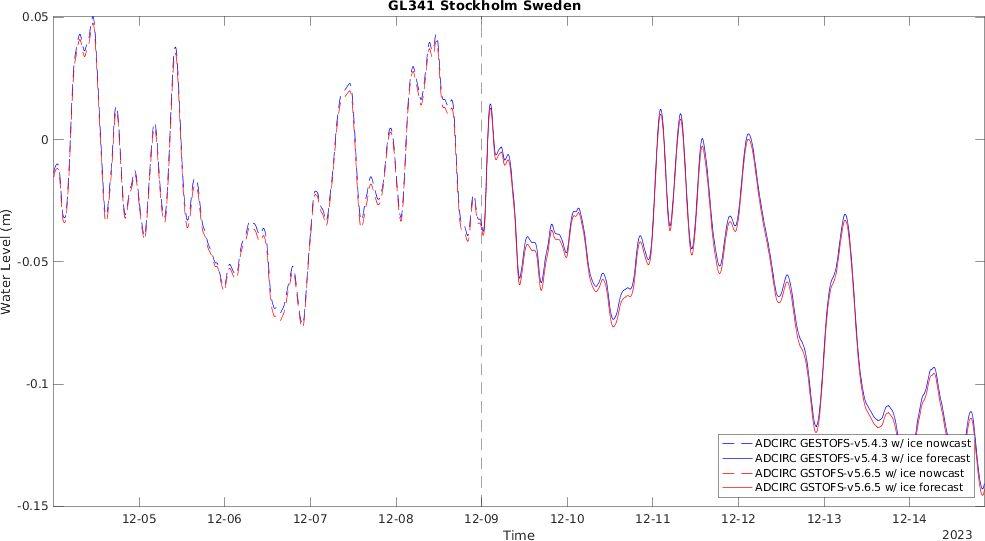 GL341 Stockholm Sweden
0.05
0
-0.05
-0.1
-0.15
Water Level (m)
ADCIRC GESTOFS-v5.4.3 w/ ice nowcast
ADCIRC GESTOFS-v5.4.3 w/ ice forecast
ADCIRC GSTOFS-v5.6.5 w/ ice nowcast
ADCIRC GSTOFS-v5.6.5 w/ ice forecast
12-05 12-06 12-07 12-08 12-09 12-10 12-11 12-12 12-13 12-14
Time
2023